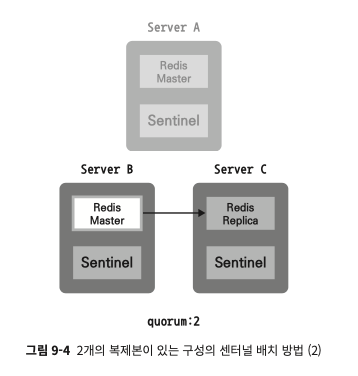 Server A
Redis
Master
Sentinel
Server B
Server C
Redis
Master
Redis
Replica
Sentinel
Sentinel
quorum:2
그림 9-4 2개의 복제본이 있는 구성의 센터널 배치 방법 (2)